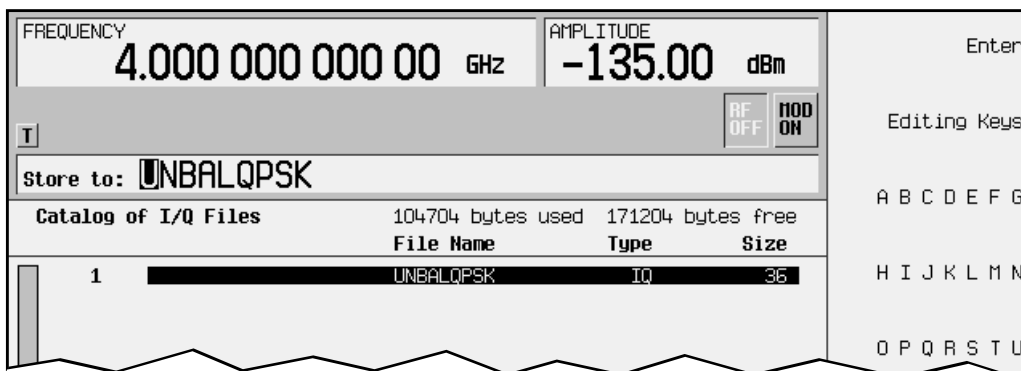 FREQUENCY
4.000 000 000 00 GHz
AMPLITUDE
-135.00 dBm
RF OFF
MOD ON
T
Store to: UNBALQPSK
Catalog of I/Q Files 104704 bytes used 171204 bytes free
File Name Type Size
1 UNBALQPSK IQ 36
Enter
Editing Keys
A B C D E F G
H I J K L M N
O P Q R S T U